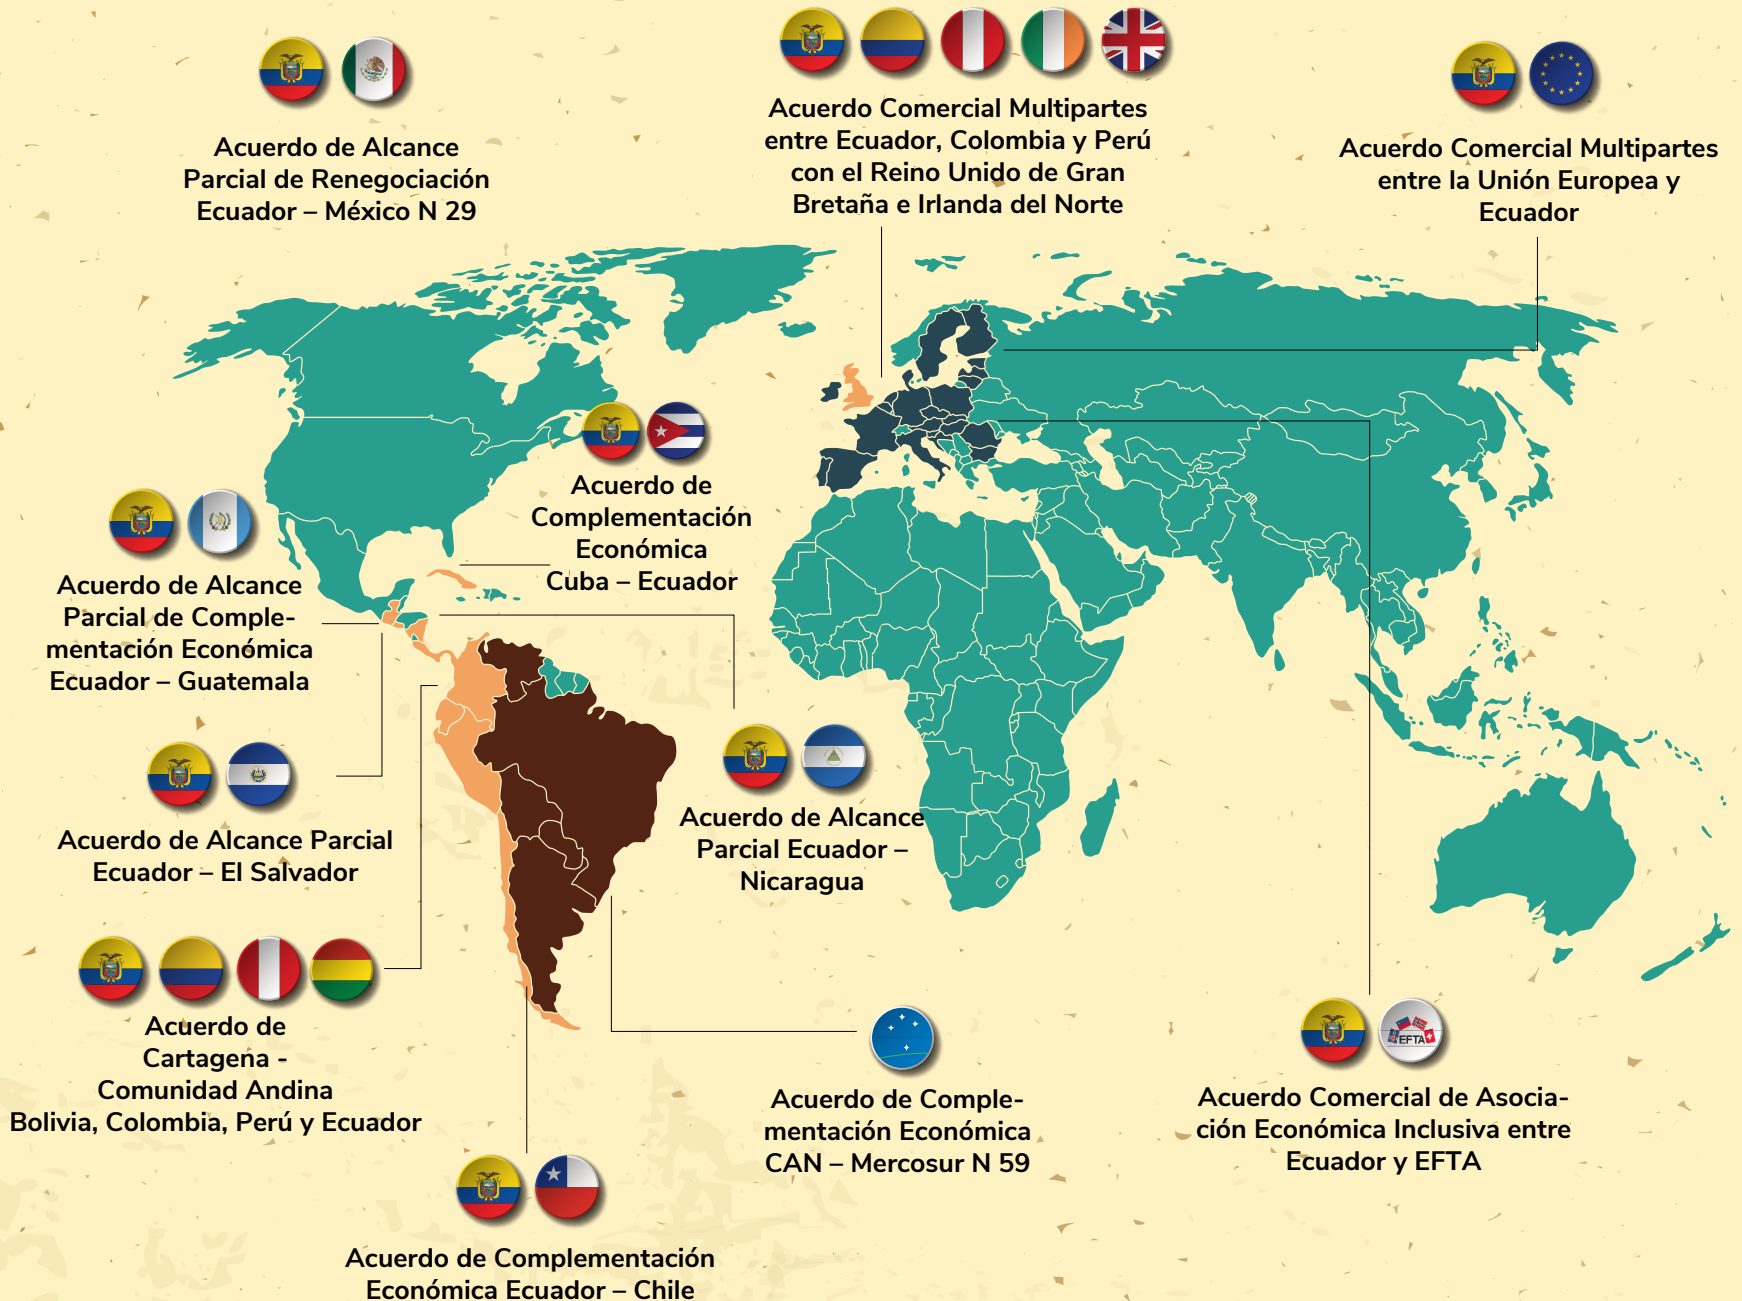 Acuerdo de Alcance
Parcial de Renegociación
Ecuador – México N 29
Acuerdo Comercial Multipartes
entre Ecuador, Colombia y Perú
con el Reino Unido de Gran
Bretaña e Irlanda del Norte
Acuerdo Comercial Multipartes
entre la Unión Europea y
Ecuador
Acuerdo de
Complementación
Económica
Cuba – Ecuador
Acuerdo de Alcance
Parcial de Comple-
mentación Económica
Ecuador – Guatemala
Acuerdo de Alcance Parcial
Ecuador – El Salvador
Acuerdo de Alcance
Parcial Ecuador –
Nicaragua
Acuerdo de
Cartagena -
Comunidad Andina
Bolivia, Colombia, Perú y Ecuador
Acuerdo de Comple-
mentación Económica
CAN – Mercosur N 59
EFTA
Acuerdo Comercial de Asocia-
ción Económica Inclusiva entre
Ecuador y EFTA
Acuerdo de Complementación
Económica Ecuador – Chile